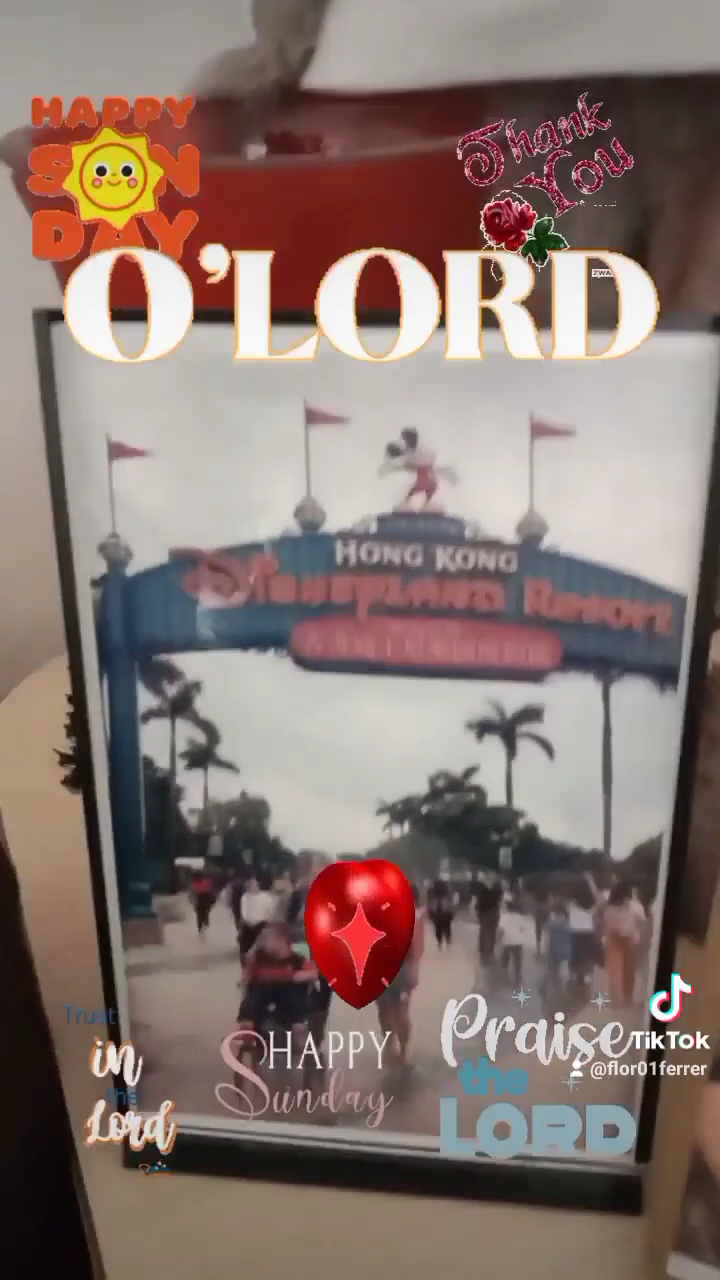 HAPPY
SUN
DAY
Thank
You
O'LORD
HONG KONG
Disneyland Resort
Trust
in
the
Lord
HAPPY
Sunday
Praise
the
LORD
TikTok
@flor01ferrer